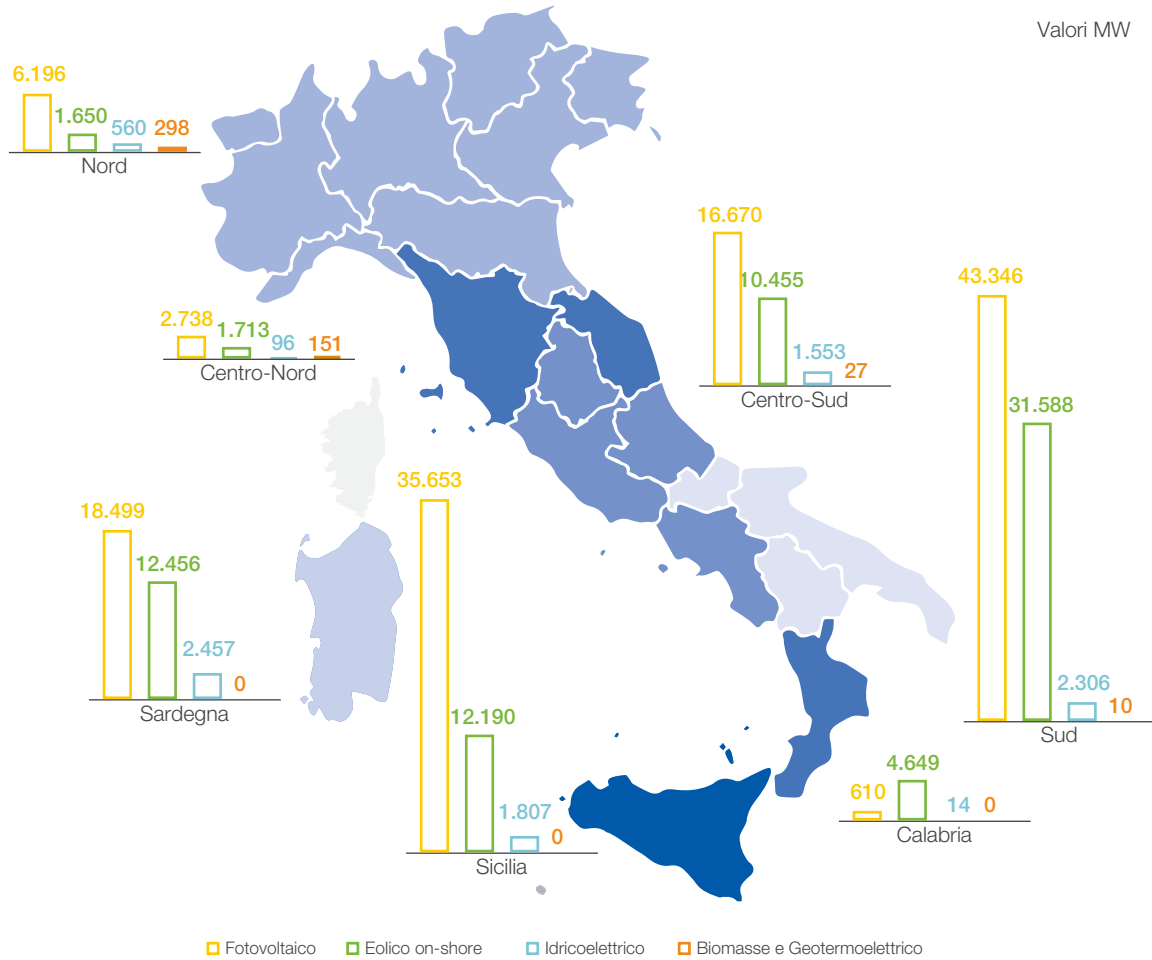 Valori MW
6.196
1.650
560
298
Nord
2.738
1.713
96
151
Centro-Nord
16.670
10.455
1.553
27
Centro-Sud
43.346
31.588
2.306
10
Sud
18.499
12.456
2.457
0
Sardegna
35.653
12.190
1.807
0
Sicilia
610
4.649
14
0
Calabria
Fotovoltaico
Eolico on-shore
Idricoelettrico
Biomasse e Geotermoelettrico